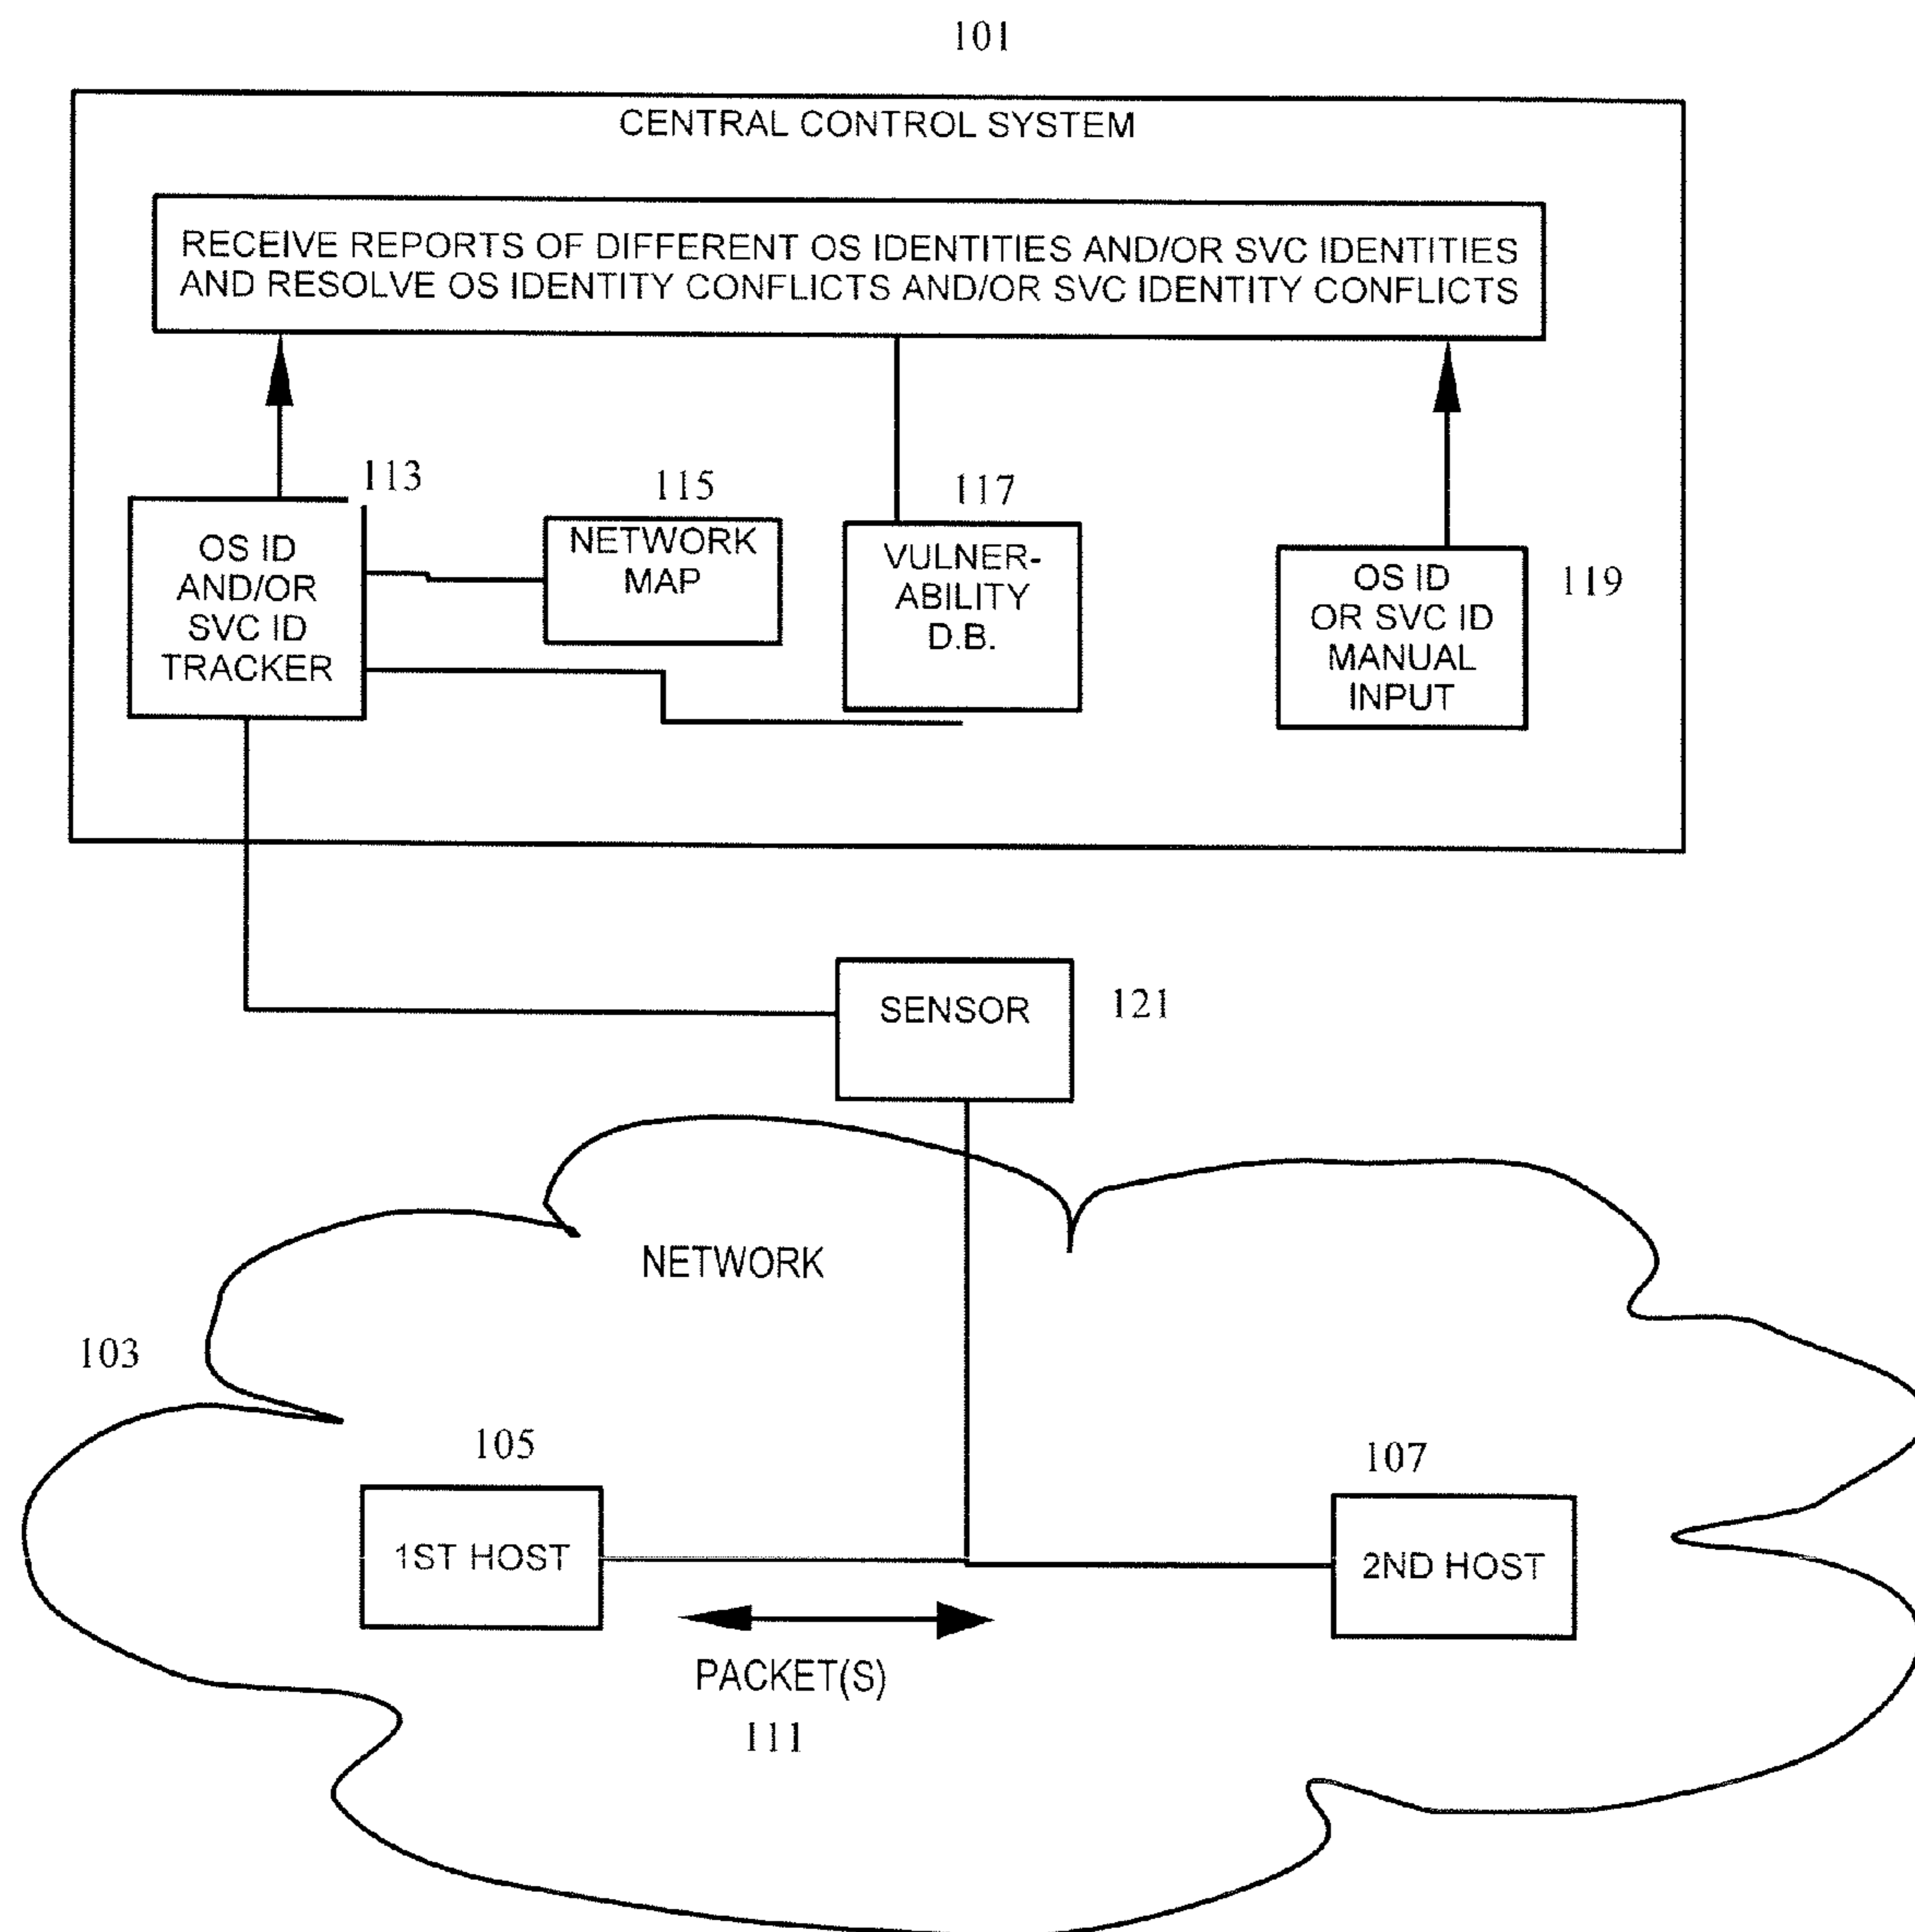 101
CENTRAL CONTROL SYSTEM
RECEIVE REPORTS OF DIFFERENT OS IDENTITIES AND/OR SVC IDENTITIES
AND RESOLVE OS IDENTITY CONFLICTS AND/OR SVC IDENTITY CONFLICTS
113
OS ID
AND/OR
SVC ID
TRACKER
115
NETWORK
MAP
117
VULNER-
ABILITY
D.B.
OS ID
OR SVC ID
MANUAL
INPUT
119
SENSOR
121
NETWORK
103
105
1ST HOST
107
2ND HOST
PACKET(S)
111